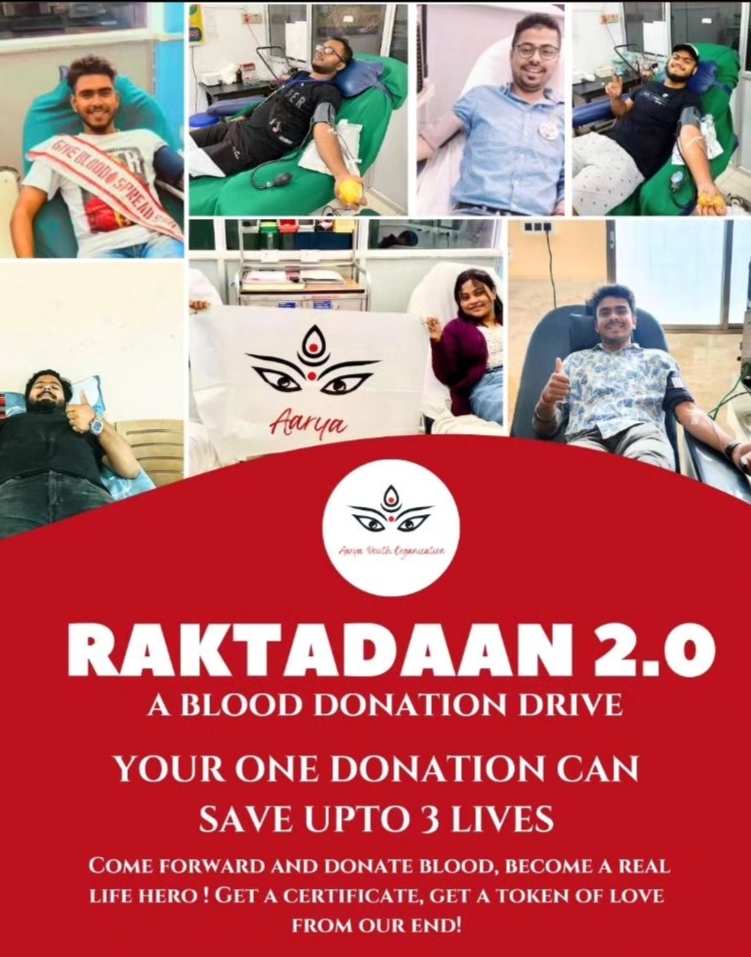 GIVE BLOOD SPREAD
Aarya
Aarya Youth Organisation
RAKTADAAN 2.0
A BLOOD DONATION DRIVE
YOUR ONE DONATION CAN
SAVE UPTO 3 LIVES
COME FORWARD AND DONATE BLOOD, BECOME A REAL
LIFE HERO ! GET A CERTIFICATE, GET A TOKEN OF LOVE
FROM OUR END!